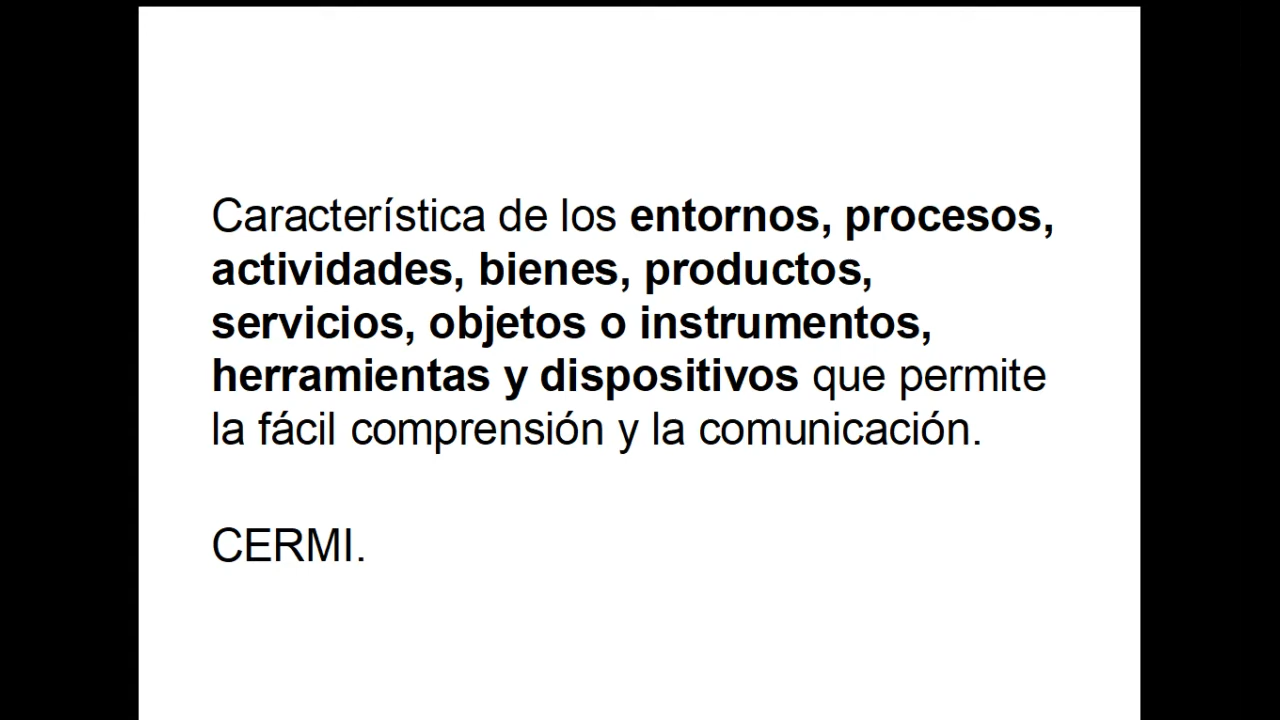 Característica de los entornos, procesos,
actividades, bienes, productos,
servicios, objetos o instrumentos,
herramientas y dispositivos que permite
la fácil comprensión y la comunicación.
CERMI.